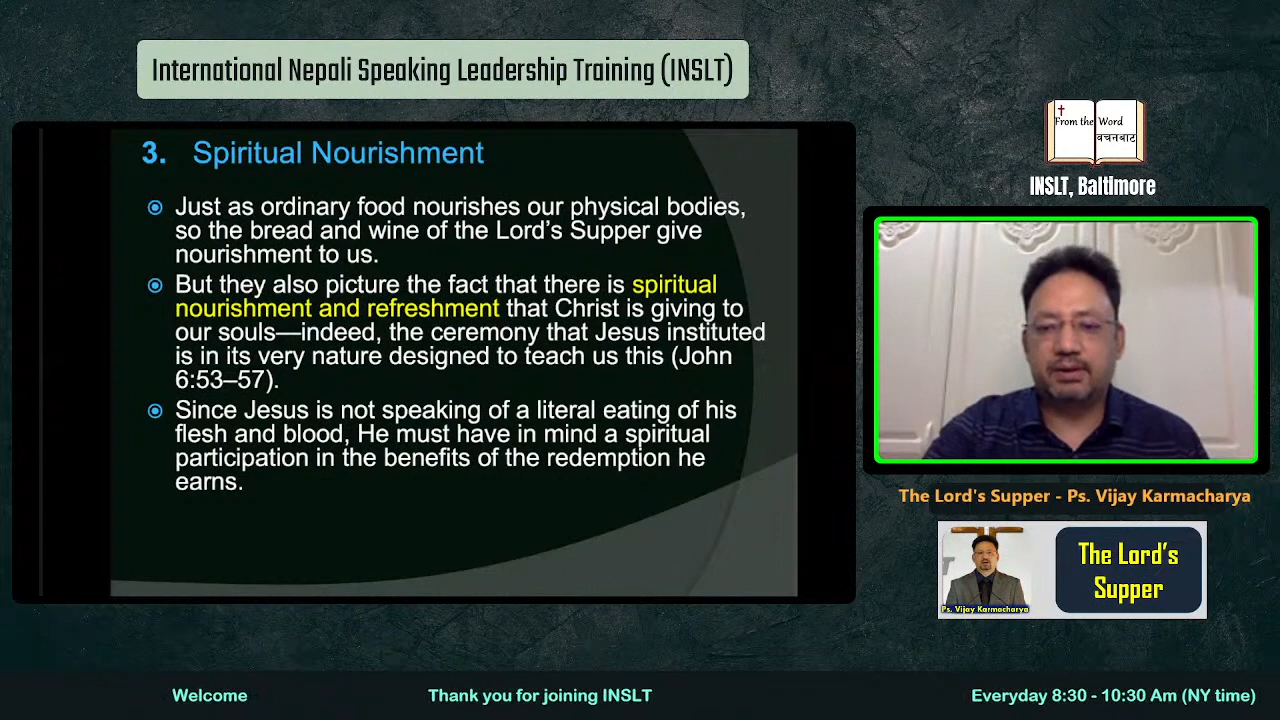 International Nepali Speaking Leadership Training (INSLT)
3. Spiritual Nourishment
Just as ordinary food nourishes our physical bodies,
so the bread and wine of the Lord’s Supper give
nourishment to us.
But they also picture the fact that there is spiritual
nourishment and refreshment that Christ is giving to
our souls—indeed, the ceremony that Jesus instituted
is in its very nature designed to teach us this (John
6:53–57).
Since Jesus is not speaking of a literal eating of his
flesh and blood, He must have in mind a spiritual
participation in the benefits of the redemption he
earns.
From the Word
वचनबाट
INSLT, Baltimore
The Lord's Supper - Ps. Vijay Karmacharya
Ps. Vijay Karmacharya
The Lord’s
Supper
Welcome
Thank you for joining INSLT
Everyday 8:30 - 10:30 Am (NY time)